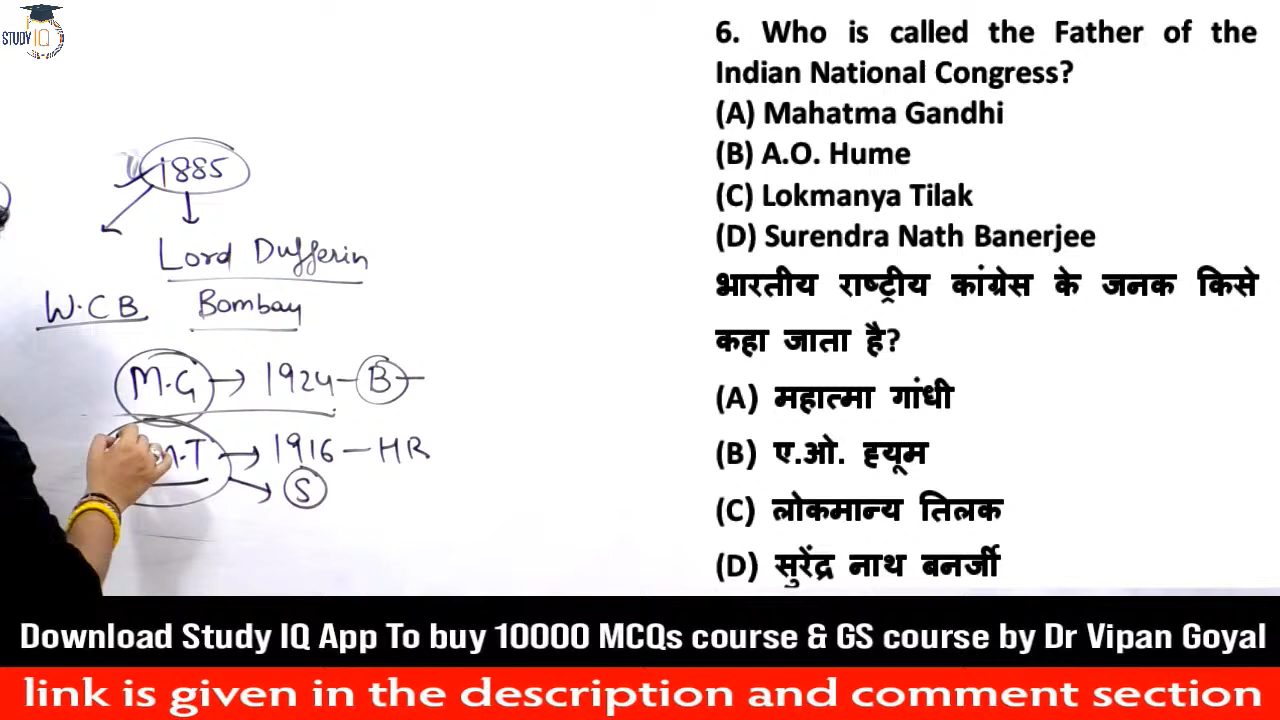 STUDY IQ
1885
Lord Dufferin
W.C.B Bombay
M.G → 1924 - B -
M.T → 1916 - HR
S
6. Who is called the Father of the
Indian National Congress?
(A) Mahatma Gandhi
(B) A.O. Hume
(C) Lokmanya Tilak
(D) Surendra Nath Banerjee
भारतीय राष्ट्रीय कांग्रेस के जनक किसे
कहा जाता है?
(A) महात्मा गांधी
(B) ए.ओ. ह्यूम
(C) लोकमान्य तिलक
(D) सुरेंद्र नाथ बनर्जी
Download Study IQ App To buy 10000 MCQs course & GS course by Dr Vipan Goyal
link is given in the description and comment section